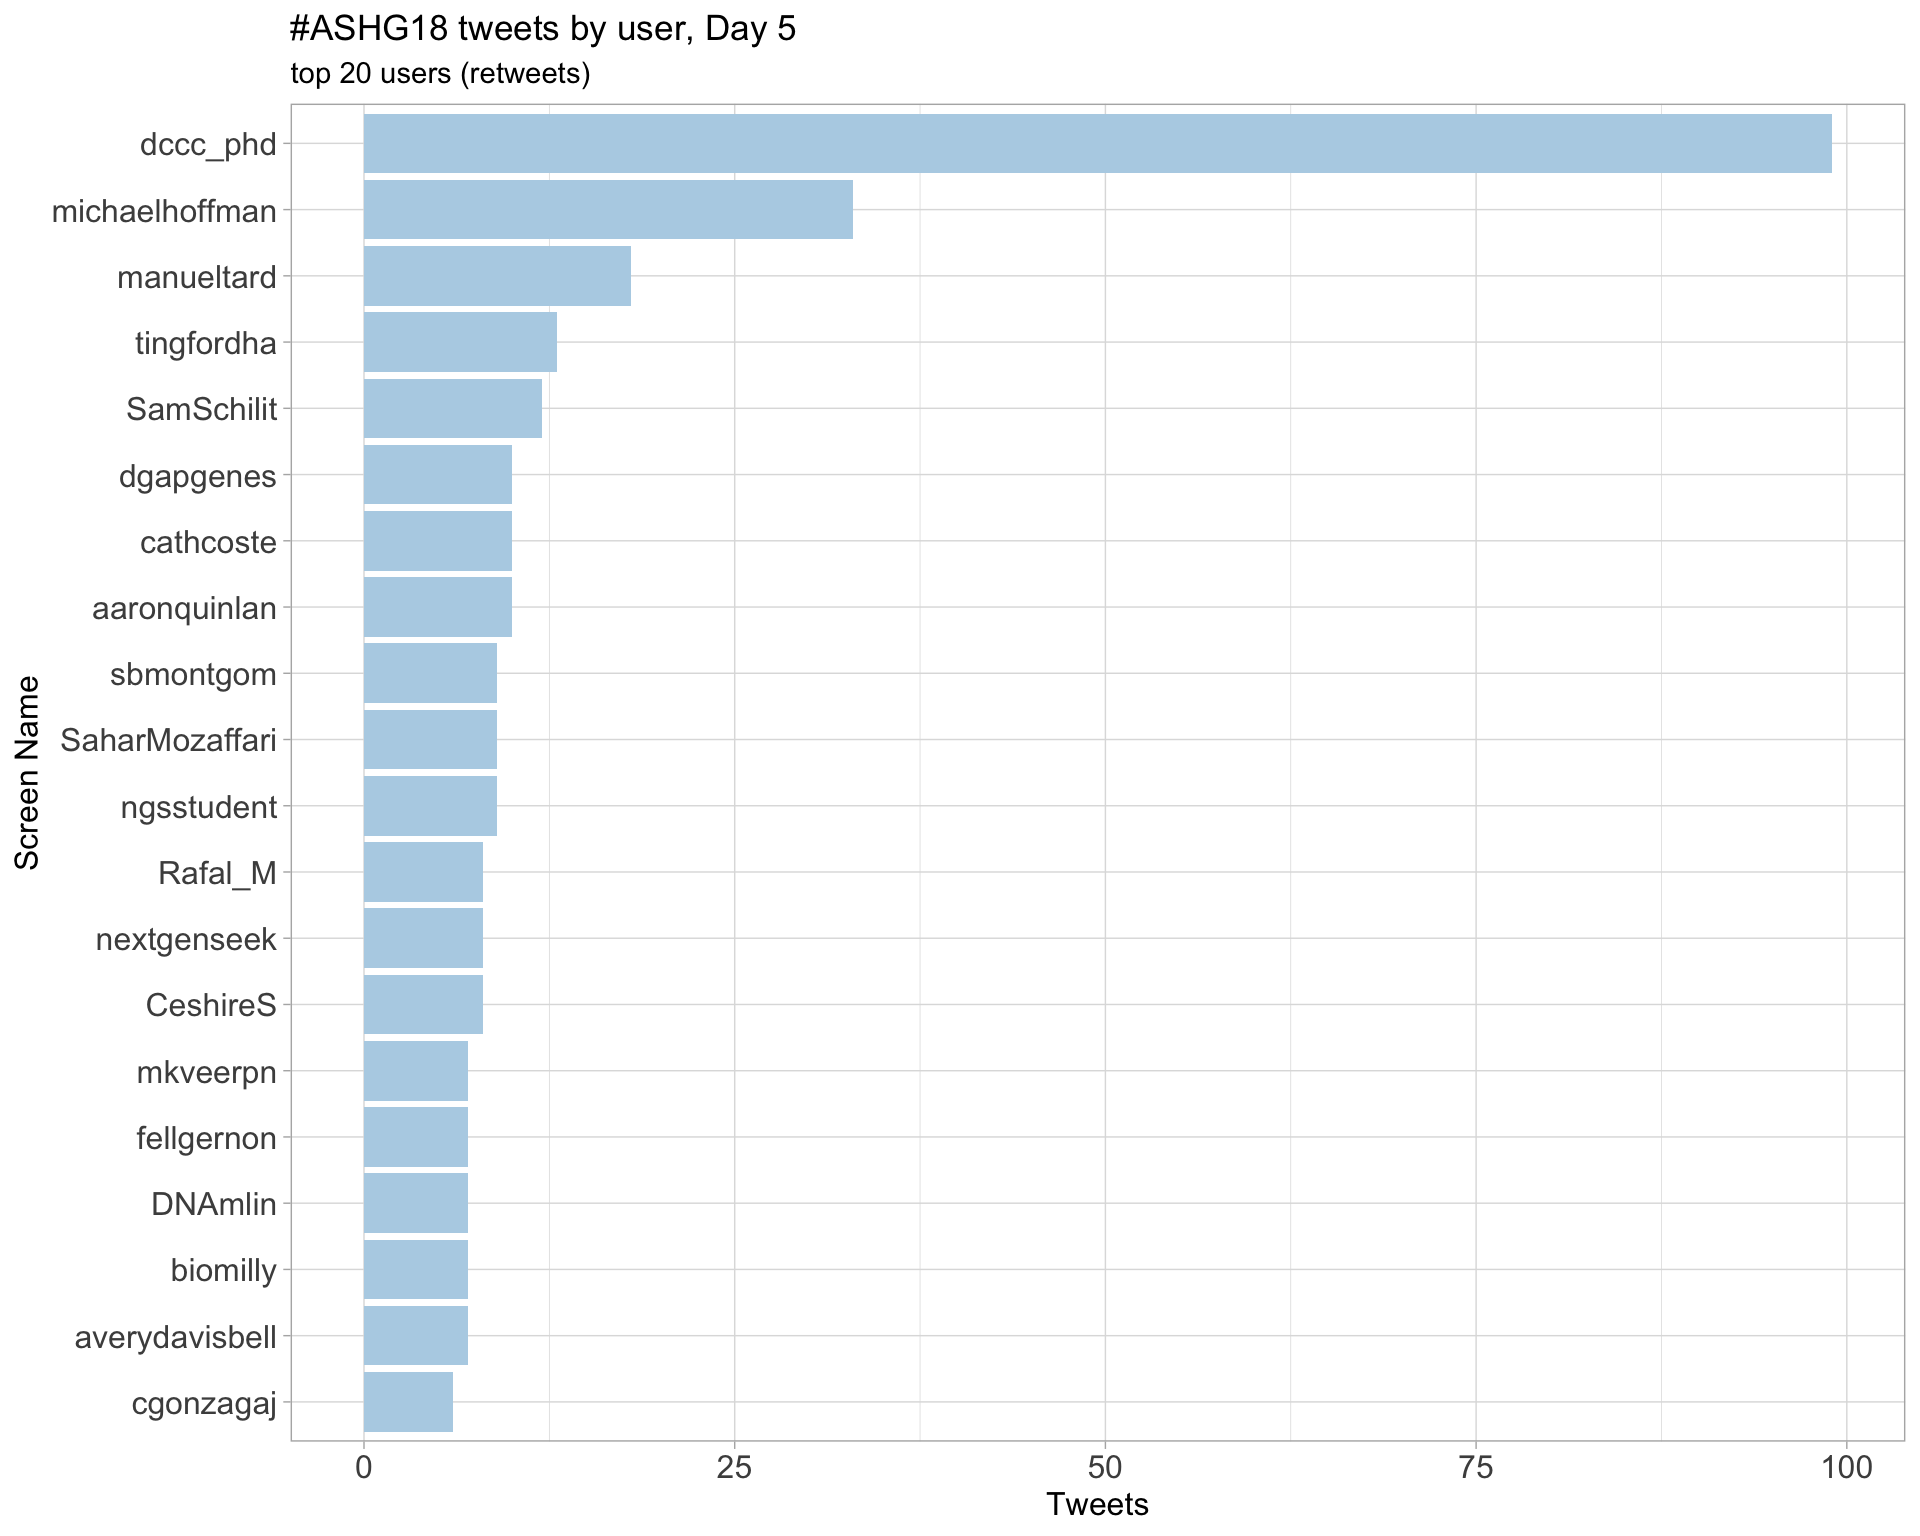 #ASHG18 tweets by user, Day 5
top 20 users (retweets)
Screen Name
dccc_phd
michaelhoffman
manueltard
tingfordha
SamSchilit
dgapgenes
cathcoste
aaronquinlan
sbmontgom
SaharMozaffari
ngsstudent
Rafal_M
nextgenseek
CeshireS
mkveerpn
fellgernon
DNAmlin
biomilly
averydavisbell
cgonzagaj
0 25 50 75 100
Tweets